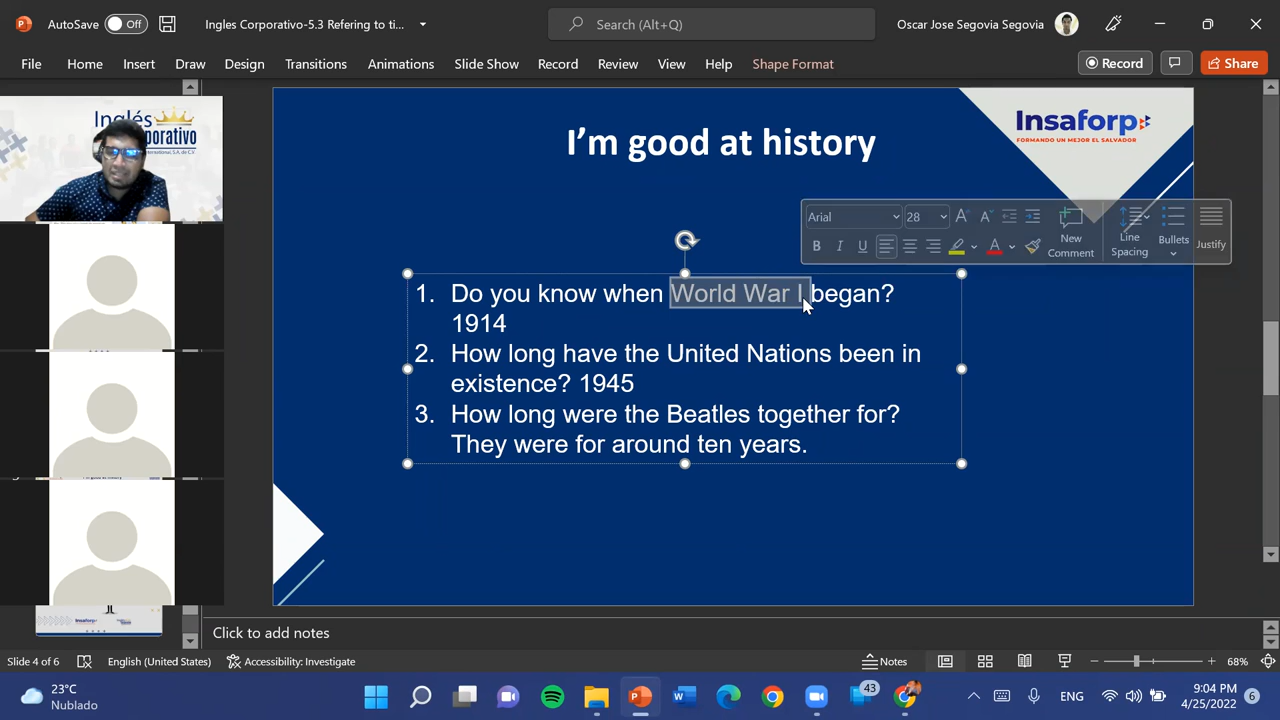 AutoSave Off Ingles Corporativo-5.3 Refering to ti... Search (Alt+Q) Oscar Jose Segovia Segovia
File Home Insert Draw Design Transitions Animations Slide Show Record Review View Help Shape Format Record Share
Inglés
I'm good at history
Insaforp
FORMANDO UN MEJOR EL SALVADOR
Arial 28
B I U A
New Comment
Line Spacing
Bullets
Justify
1. Do you know when World War I began?
1914
2. How long have the United Nations been in
existence? 1945
3. How long were the Beatles together for?
They were for around ten years.
Click to add notes
Slide 4 of 6 English (United States) Accessibility: Investigate Notes 68%
23°C
Nublado
43
ENG
9:04 PM
4/25/2022
6